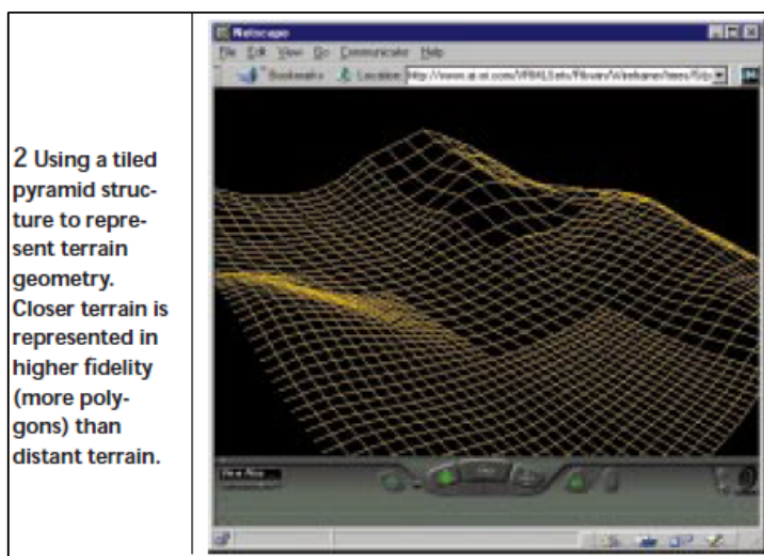 2 Using a tiled
pyramid struc-
ture to repre-
sent terrain
geometry.
Closer terrain is
represented in
higher fidelity
(more poly-
gons) than
distant terrain.
Netscape
File Edit View Go Communicator Help
Bookmarks Location: